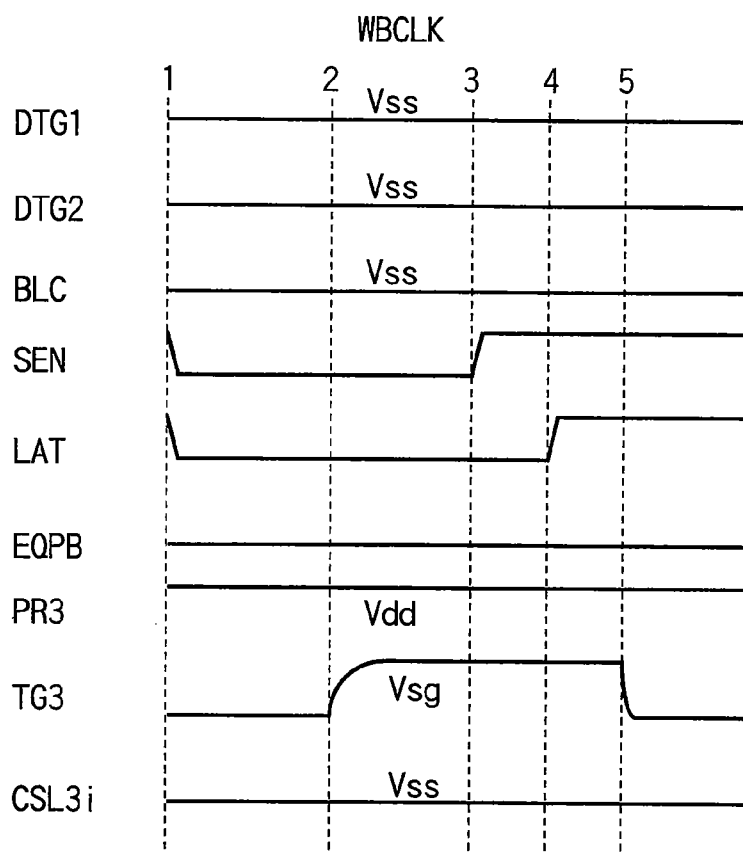 WBCLK
1 2 3 4 5
DTG1 Vss
DTG2 Vss
BLC Vss
SEN
LAT
EQPB
PR3 Vdd
TG3 Vsg
CSL3i Vss